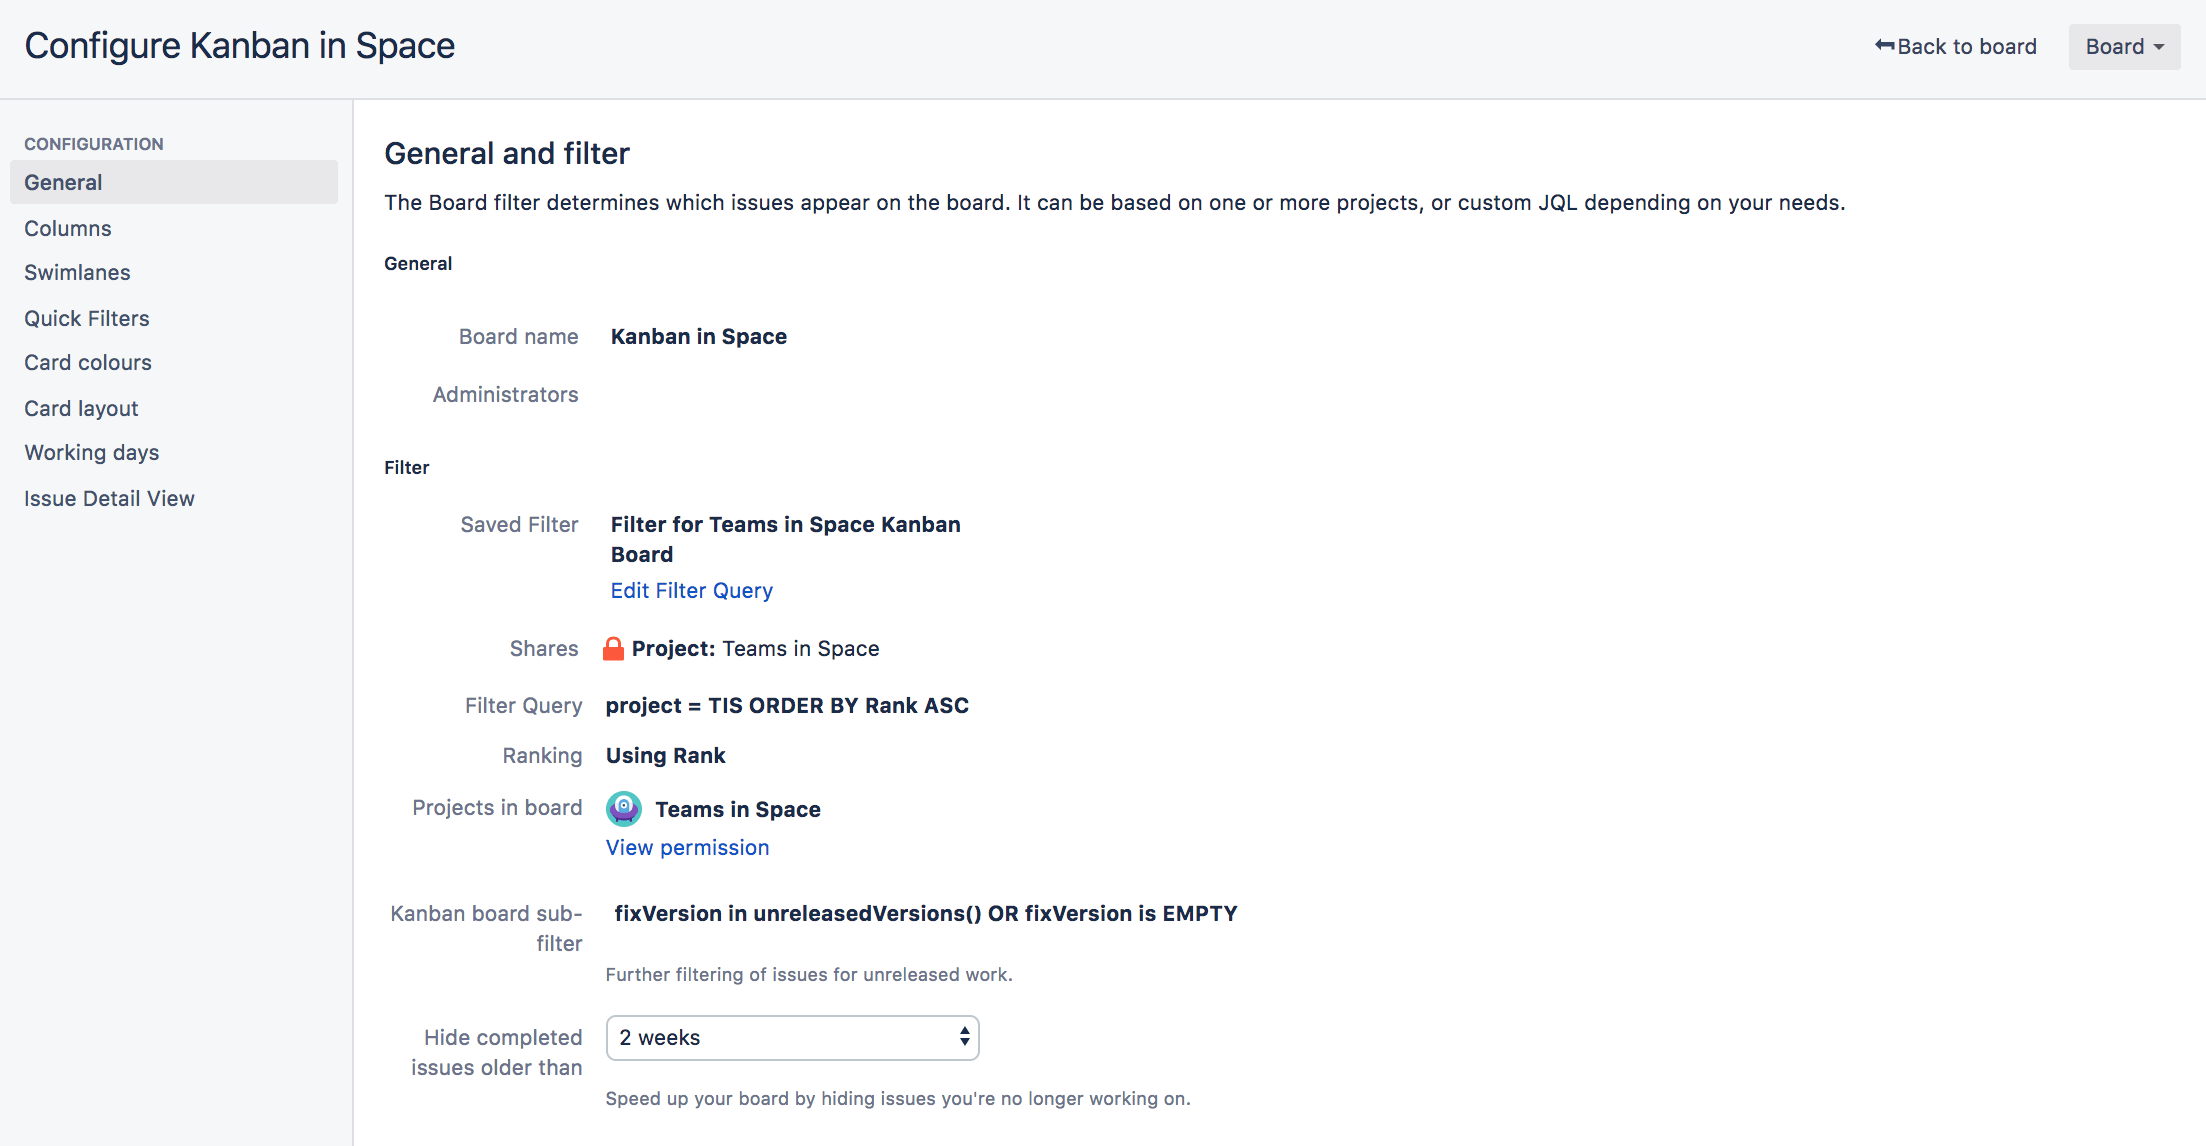 Configure Kanban in Space
Back to board
Board
CONFIGURATION
General
Columns
Swimlanes
Quick Filters
Card colours
Card layout
Working days
Issue Detail View
General and filter
The Board filter determines which issues appear on the board. It can be based on one or more projects, or custom JQL depending on your needs.
General
Board name
Kanban in Space
Administrators
Filter
Saved Filter
Filter for Teams in Space Kanban
Board
Edit Filter Query
Shares
Project: Teams in Space
Filter Query
project = TIS ORDER BY Rank ASC
Ranking
Using Rank
Projects in board
Teams in Space
View permission
Kanban board sub-
filter
fixVersion in unreleasedVersions() OR fixVersion is EMPTY
Further filtering of issues for unreleased work.
Hide completed
issues older than
2 weeks
Speed up your board by hiding issues you're no longer working on.